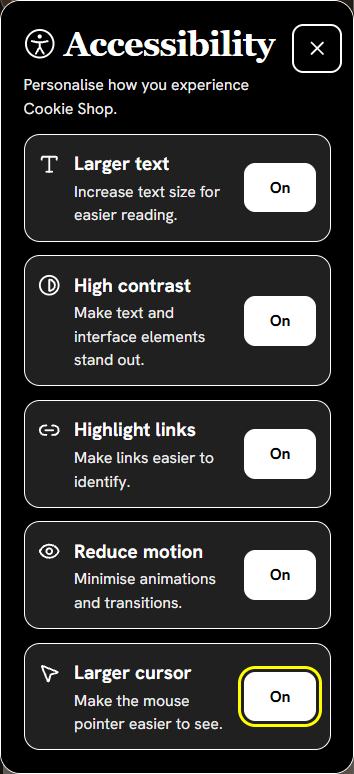 Accessibility
Personalise how you experience
Cookie Shop.
Larger text
Increase text size for
easier reading.
On
High contrast
Make text and
interface elements
stand out.
On
Highlight links
Make links easier to
identify.
On
Reduce motion
Minimise animations
and transitions.
On
Larger cursor
Make the mouse
pointer easier to see.
On